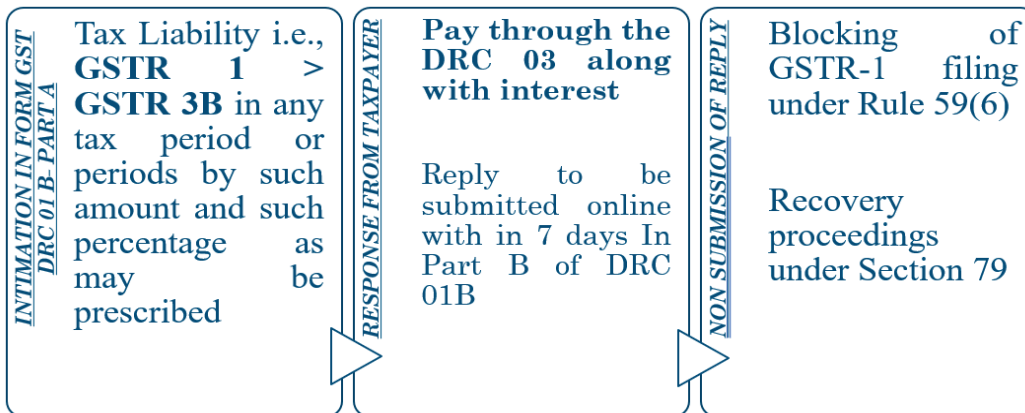 INTIMATION IN FORM GST
DRC 01 B- PART A
Tax Liability i.e.,
GSTR 1 >
GSTR 3B in any
tax period or
periods by such
amount and such
percentage as
may be
prescribed
RESPONSE FROM TAXPAYER
Pay through the
DRC 03 along
with interest
Reply to be
submitted online
with in 7 days In
Part B of DRC
01B
NON SUBMISSION OF REPLY
Blocking of
GSTR-1 filing
under Rule 59(6)
Recovery
proceedings
under Section 79